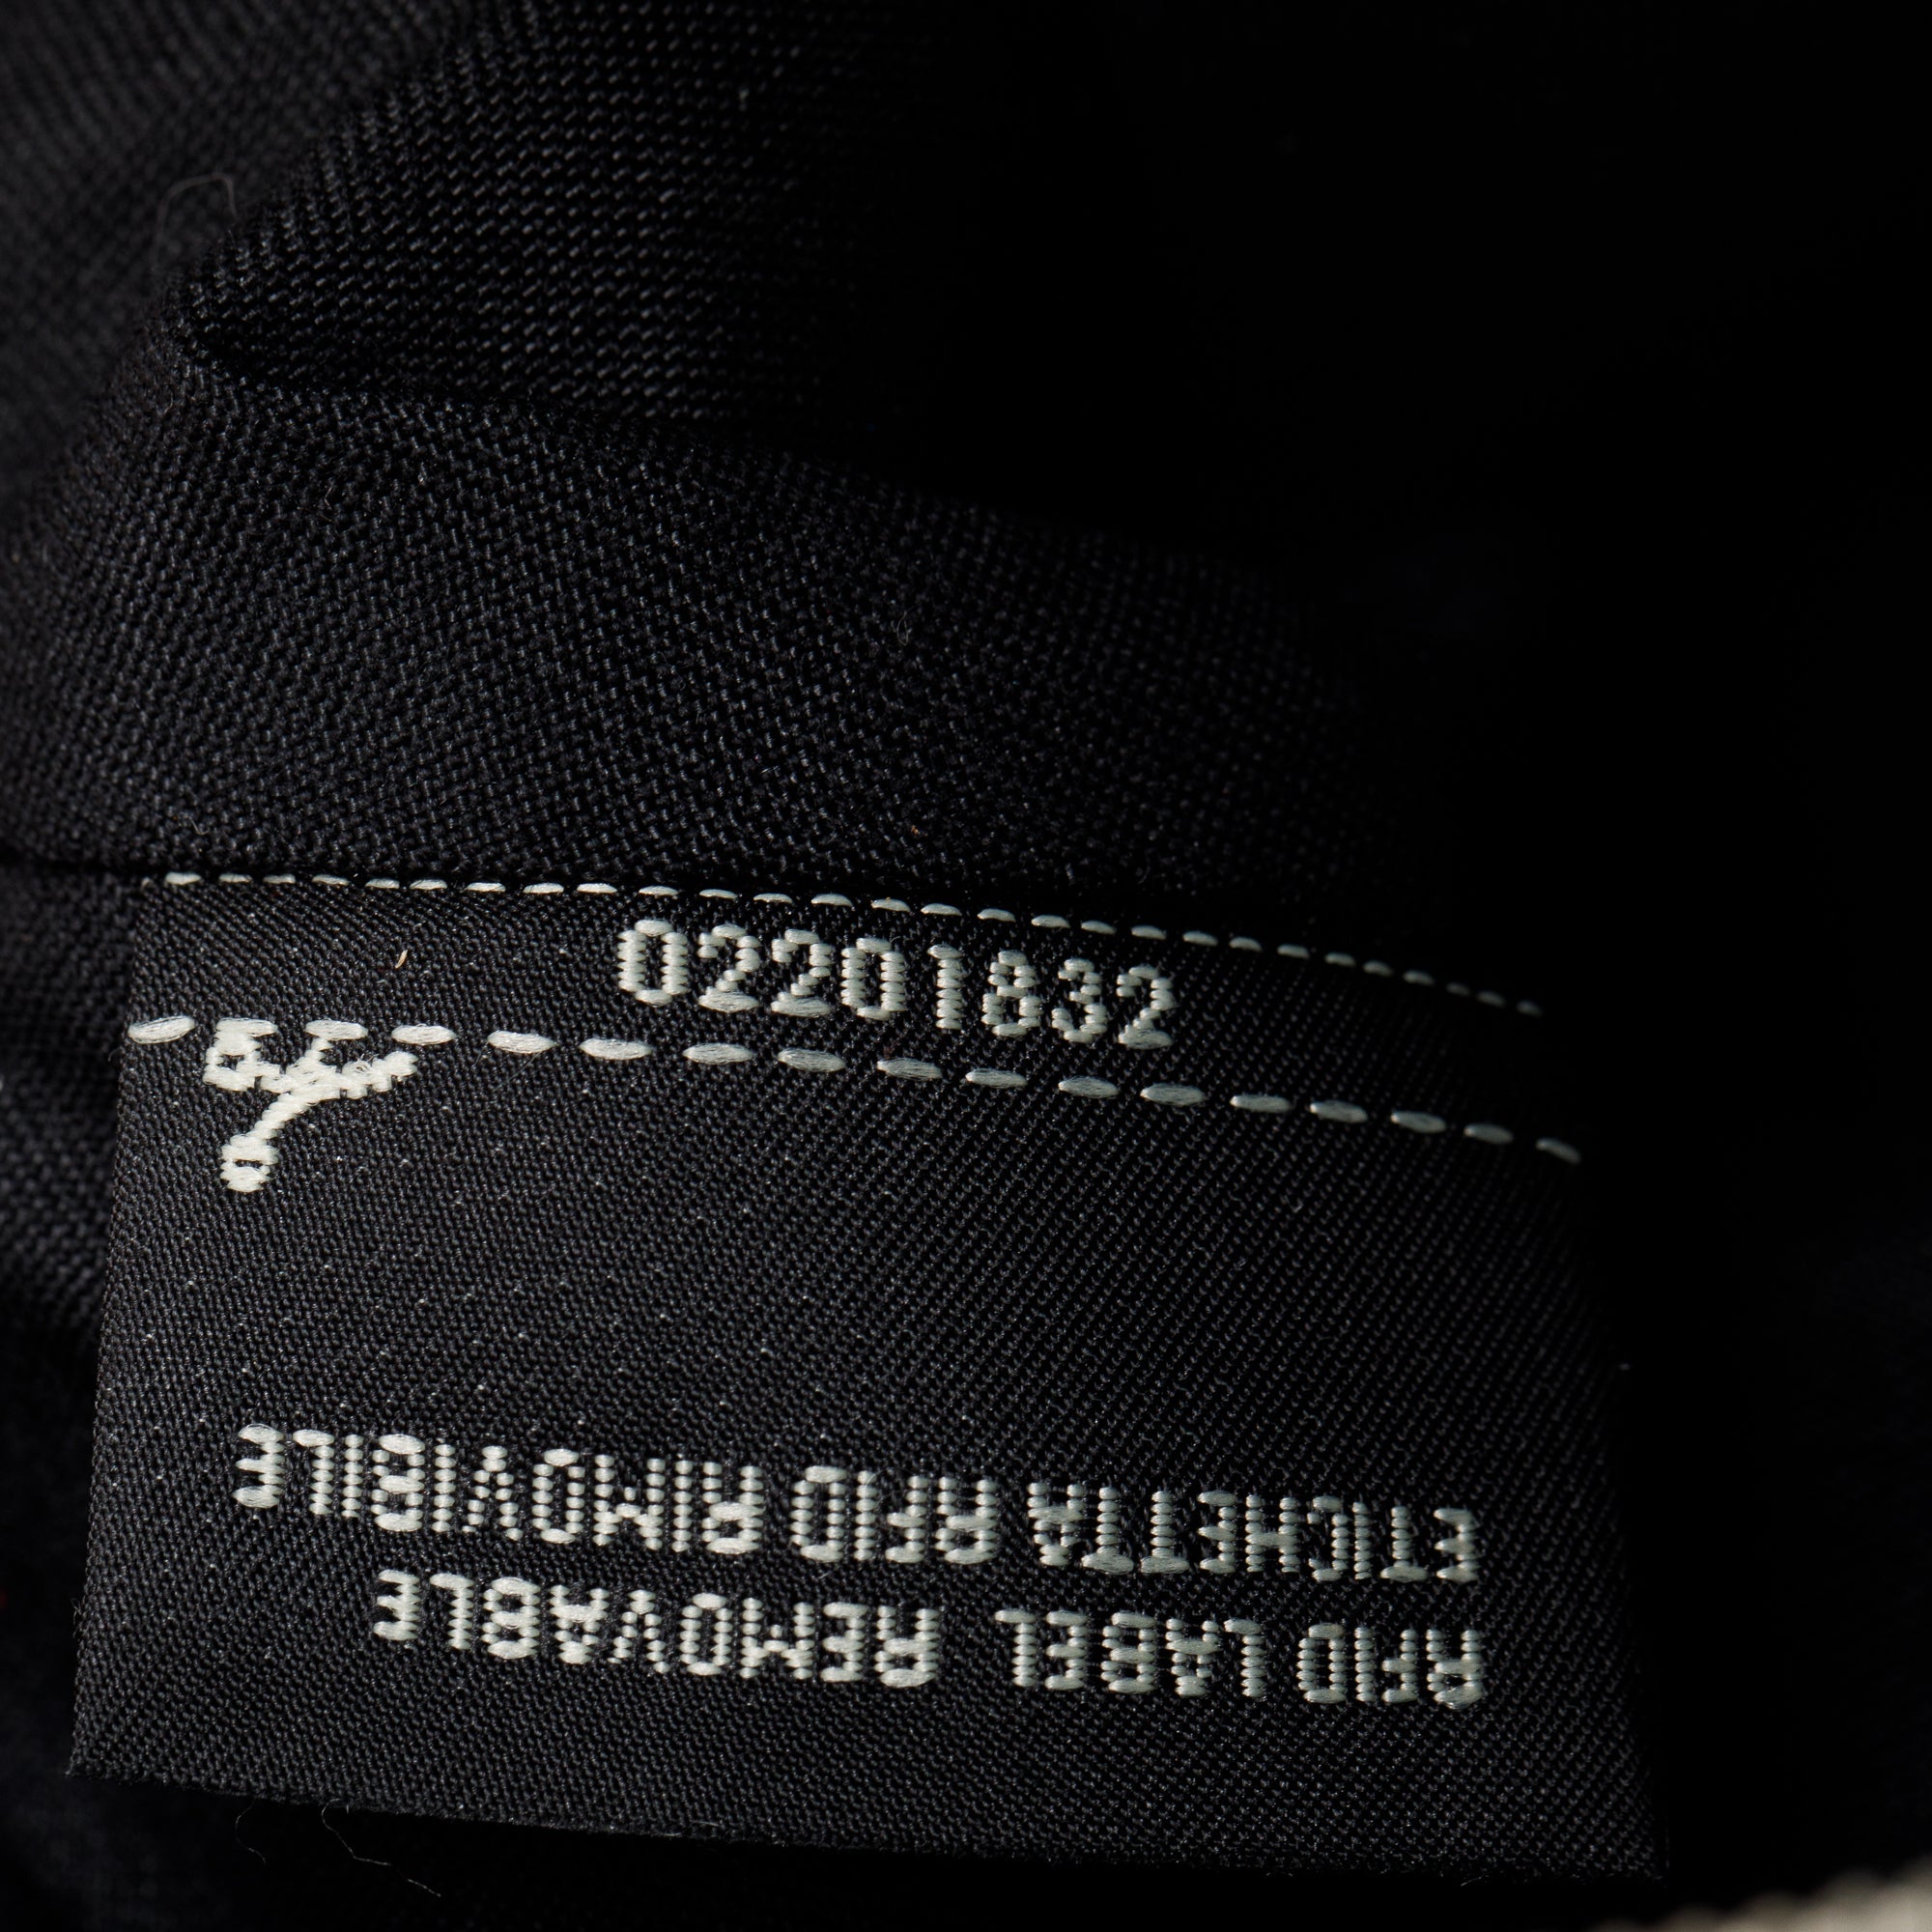 02201832
RFID LABEL REMOVABLE
ETICHETTA RFID RIMOVIBILE